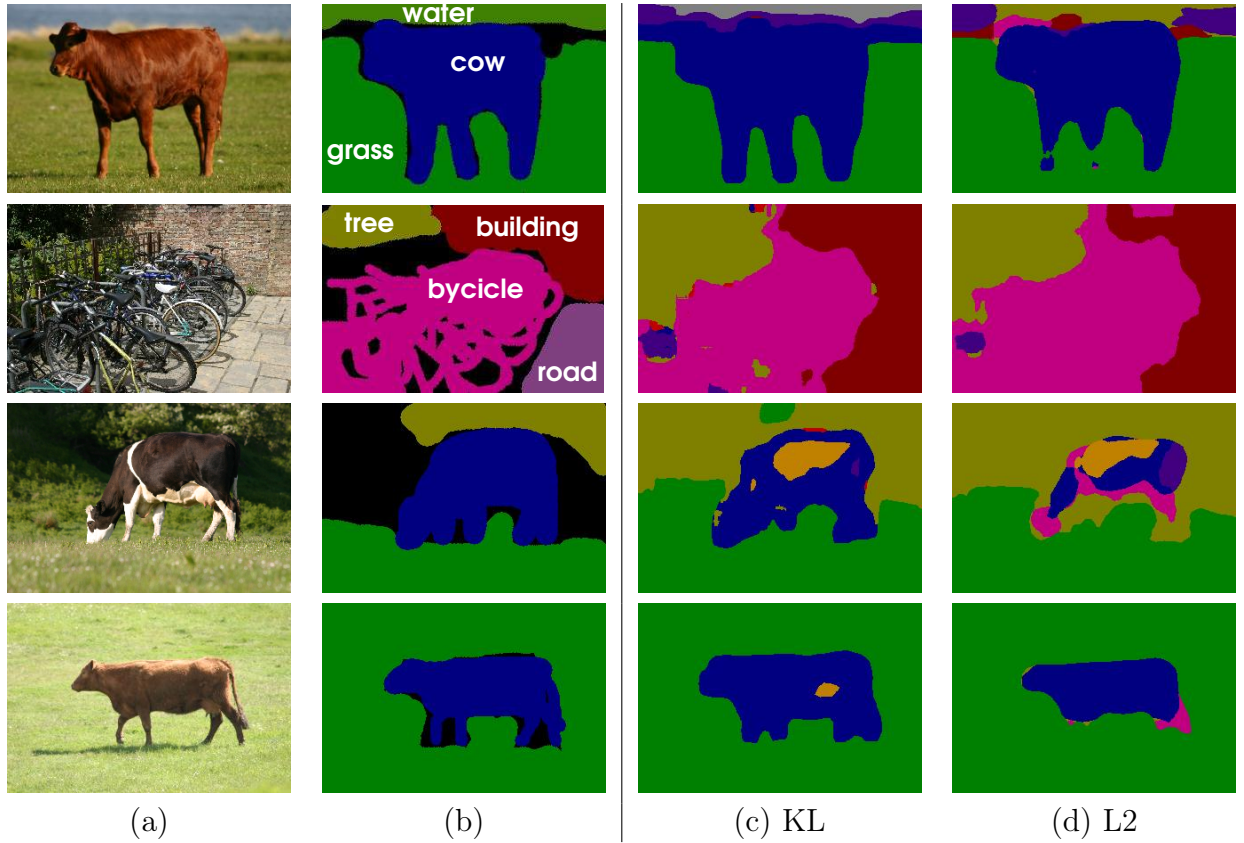 water
cow
grass
tree
building
bycicle
road
(a)
(b)
(c) KL
(d) L2